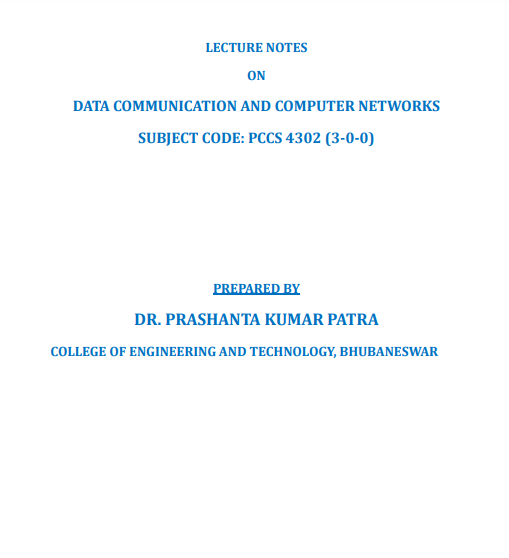 LECTURE NOTES
ON
DATA COMMUNICATION AND COMPUTER NETWORKS
SUBJECT CODE: PCCS 4302 (3-0-0)
PREPARED BY
DR. PRASHANTA KUMAR PATRA
COLLEGE OF ENGINEERING AND TECHNOLOGY, BHUBANESWAR